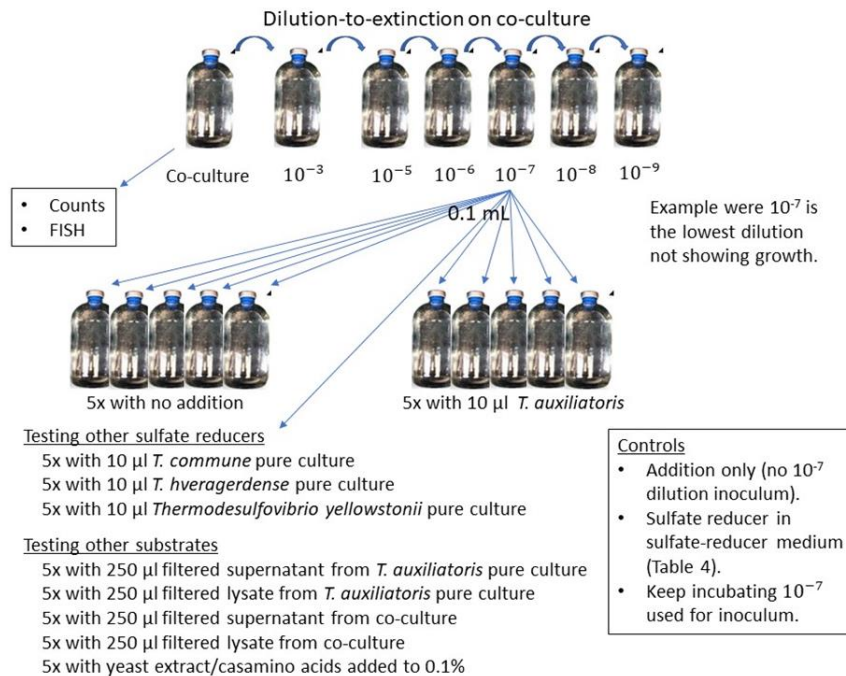 Dilution-to-extinction on co-culture
Co-culture 10⁻³ 10⁻⁵ 10⁻⁶ 10⁻⁷ 10⁻⁸ 10⁻⁹
• Counts
• FISH
0.1 mL
Example were 10⁻⁷ is
the lowest dilution
not showing growth.
5x with no addition
5x with 10 µl T. auxiliatoris
Testing other sulfate reducers
5x with 10 µl T. commune pure culture
5x with 10 µl T. hveragerdense pure culture
5x with 10 µl Thermodesulfovibrio yellowstonii pure culture
Testing other substrates
5x with 250 µl filtered supernatant from T. auxiliatoris pure culture
5x with 250 µl filtered lysate from T. auxiliatoris pure culture
5x with 250 µl filtered supernatant from co-culture
5x with 250 µl filtered lysate from co-culture
5x with yeast extract/casamino acids added to 0.1%
Controls
• Addition only (no 10⁻⁷
dilution inoculum).
• Sulfate reducer in
sulfate-reducer medium
(Table 4).
• Keep incubating 10⁻⁷
used for inoculum.